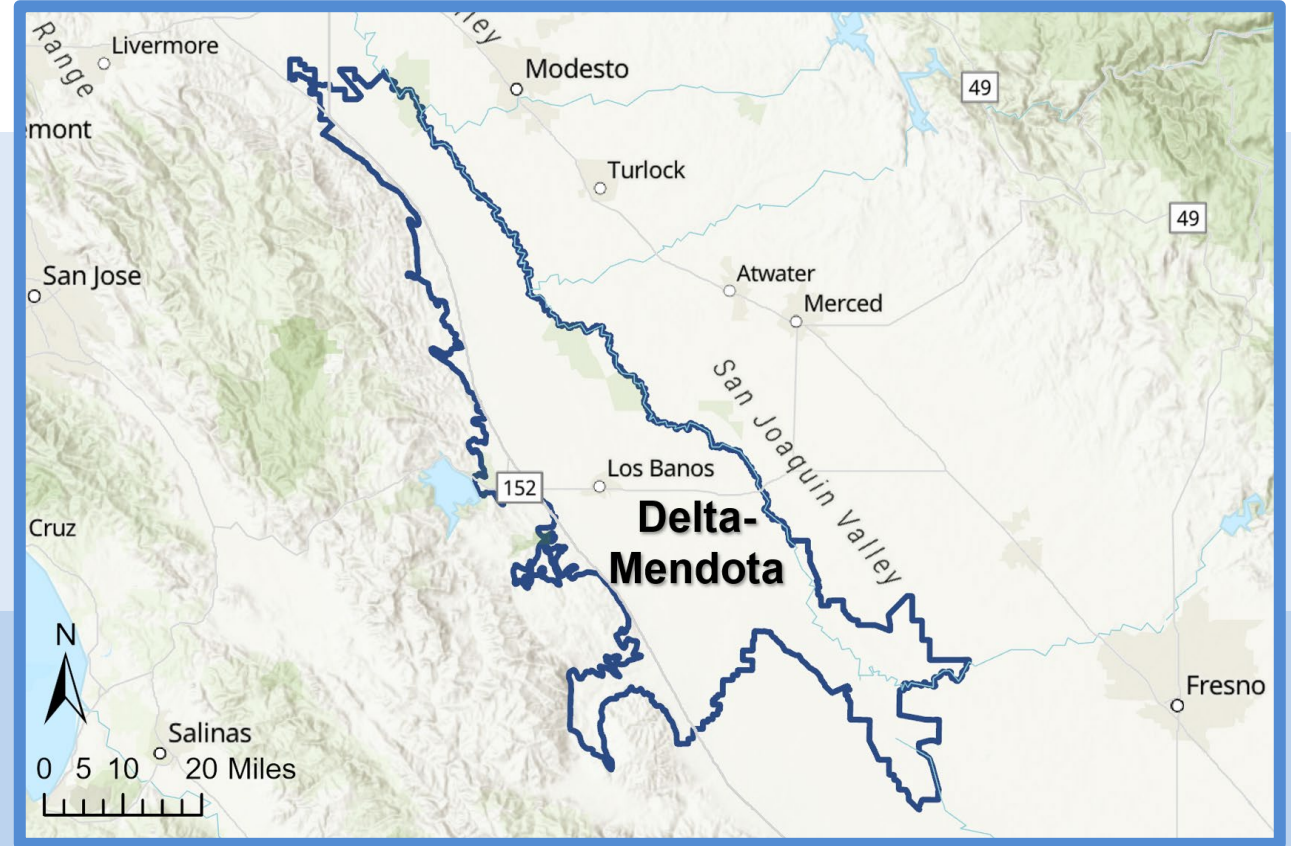 lley
Range
Livermore
Modesto
49
emont
Turlock
49
San Jose
Atwater
Merced
San Joaquin Valley
Los Banos
152
Delta-
Mendota
Cruz
N
Fresno
Salinas
0 5 10 20 Miles